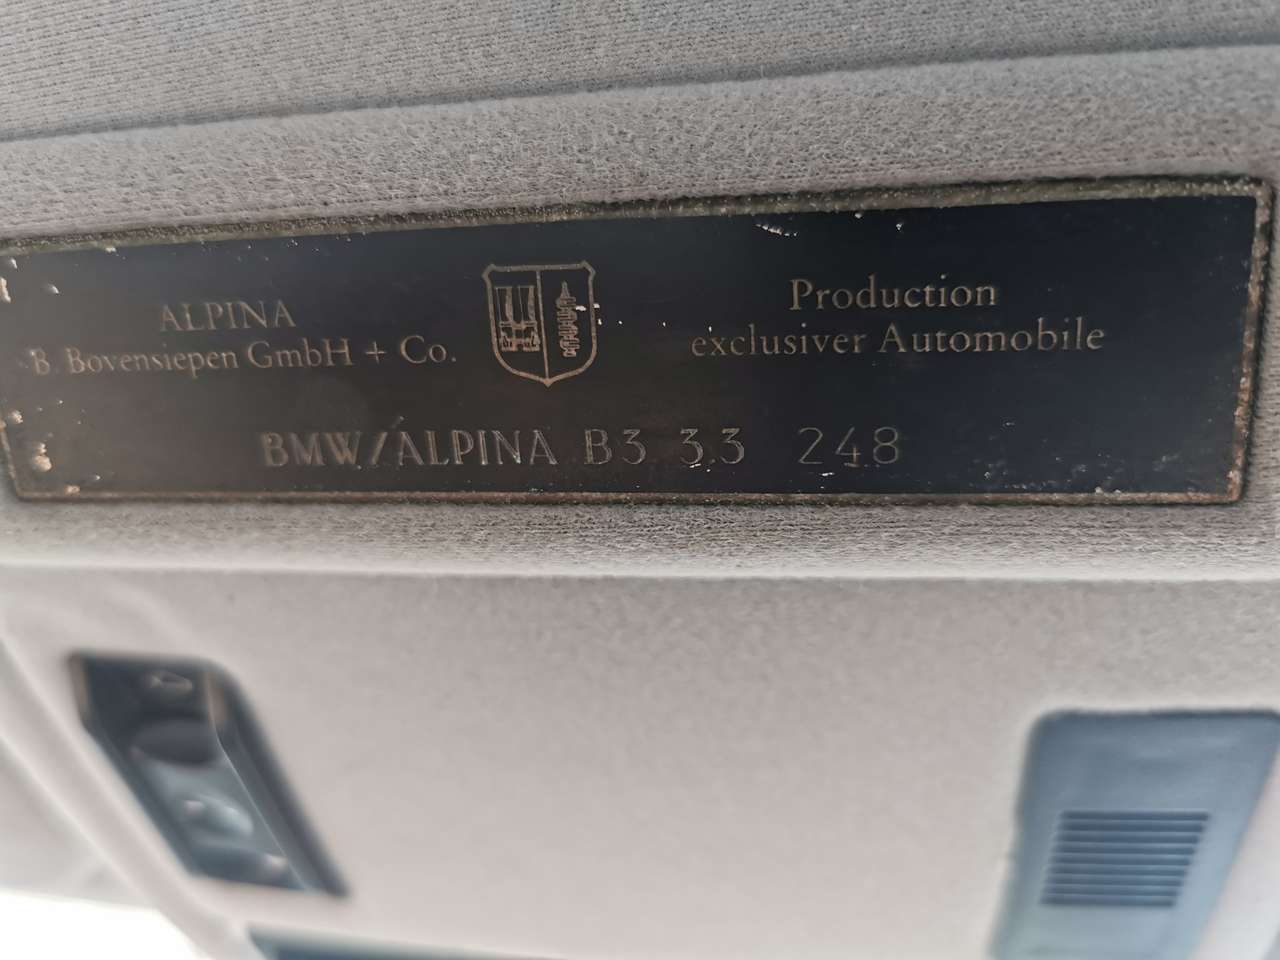 ALPINA
B. Bovensiepen GmbH + Co.
Production
exclusiver Automobile
BMW/ALPINA B3 3.3 248